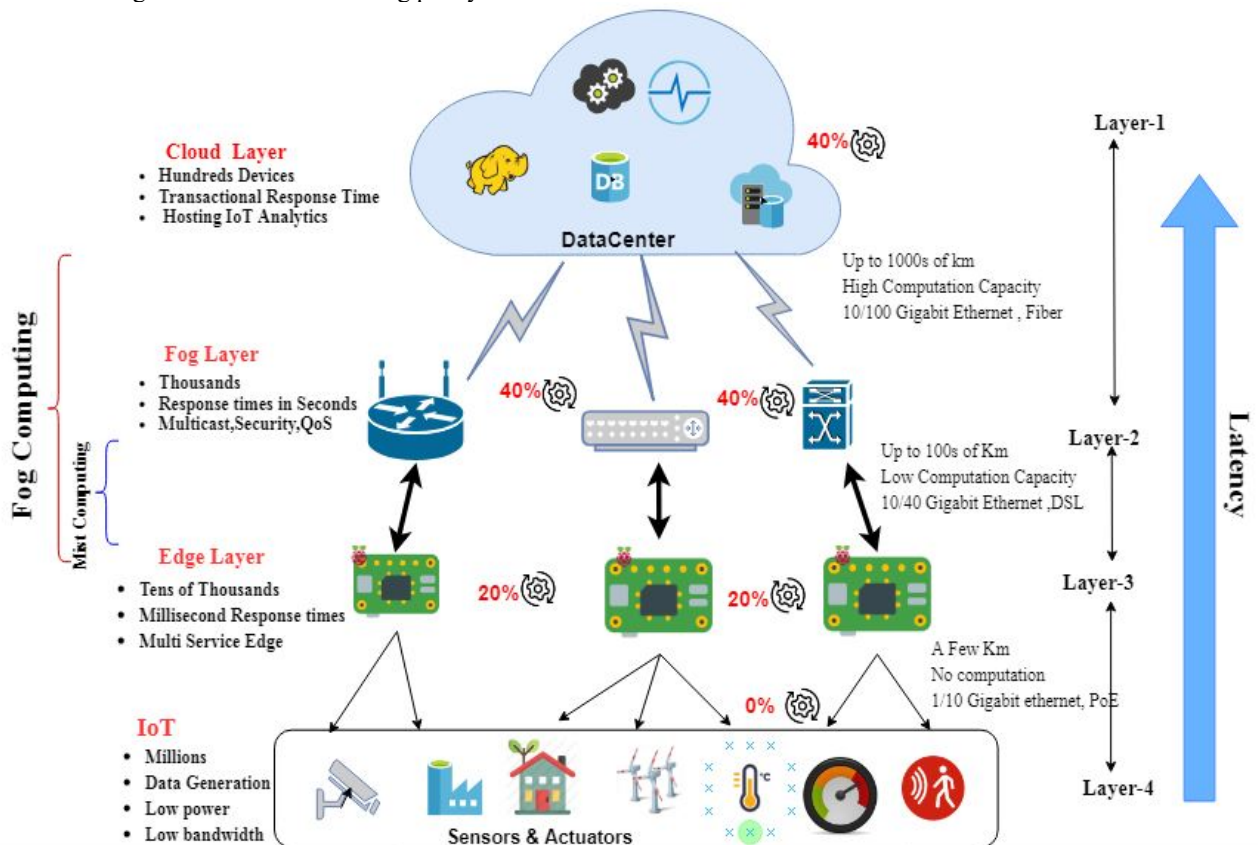 Layer-1
40%
Cloud Layer
• Hundreds Devices
• Transactional Response Time
• Hosting IoT Analytics
DB
DataCenter
Up to 1000s of km
High Computation Capacity
10/100 Gigabit Ethernet , Fiber
Fog Computing
Fog Layer
• Thousands
• Response times in Seconds
• Multicast,Security,QoS
40%
40%
Layer-2
Up to 100s of Km
Low Computation Capacity
10/40 Gigabit Ethernet ,DSL
Latency
Mist Computing
Edge Layer
• Tens of Thousands
• Millisecond Response times
• Multi Service Edge
20%
20%
Layer-3
A Few Km
No computation
1/10 Gigabit ethernet, PoE
0%
IoT
• Millions
• Data Generation
• Low power
• Low bandwidth
°C
Layer-4
Sensors & Actuators